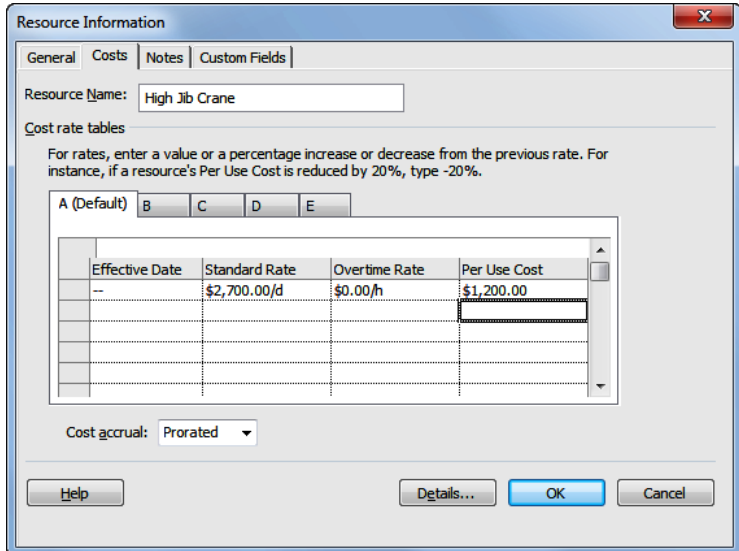 Resource Information
X
General Costs Notes Custom Fields
Resource Name: High Jib Crane
Cost rate tables
For rates, enter a value or a percentage increase or decrease from the previous rate. For
instance, if a resource's Per Use Cost is reduced by 20%, type -20%.
A (Default) B C D E
Effective Date Standard Rate Overtime Rate Per Use Cost
-- $2,700.00/d $0.00/h $1,200.00
Cost accrual: Prorated
Help Details... OK Cancel